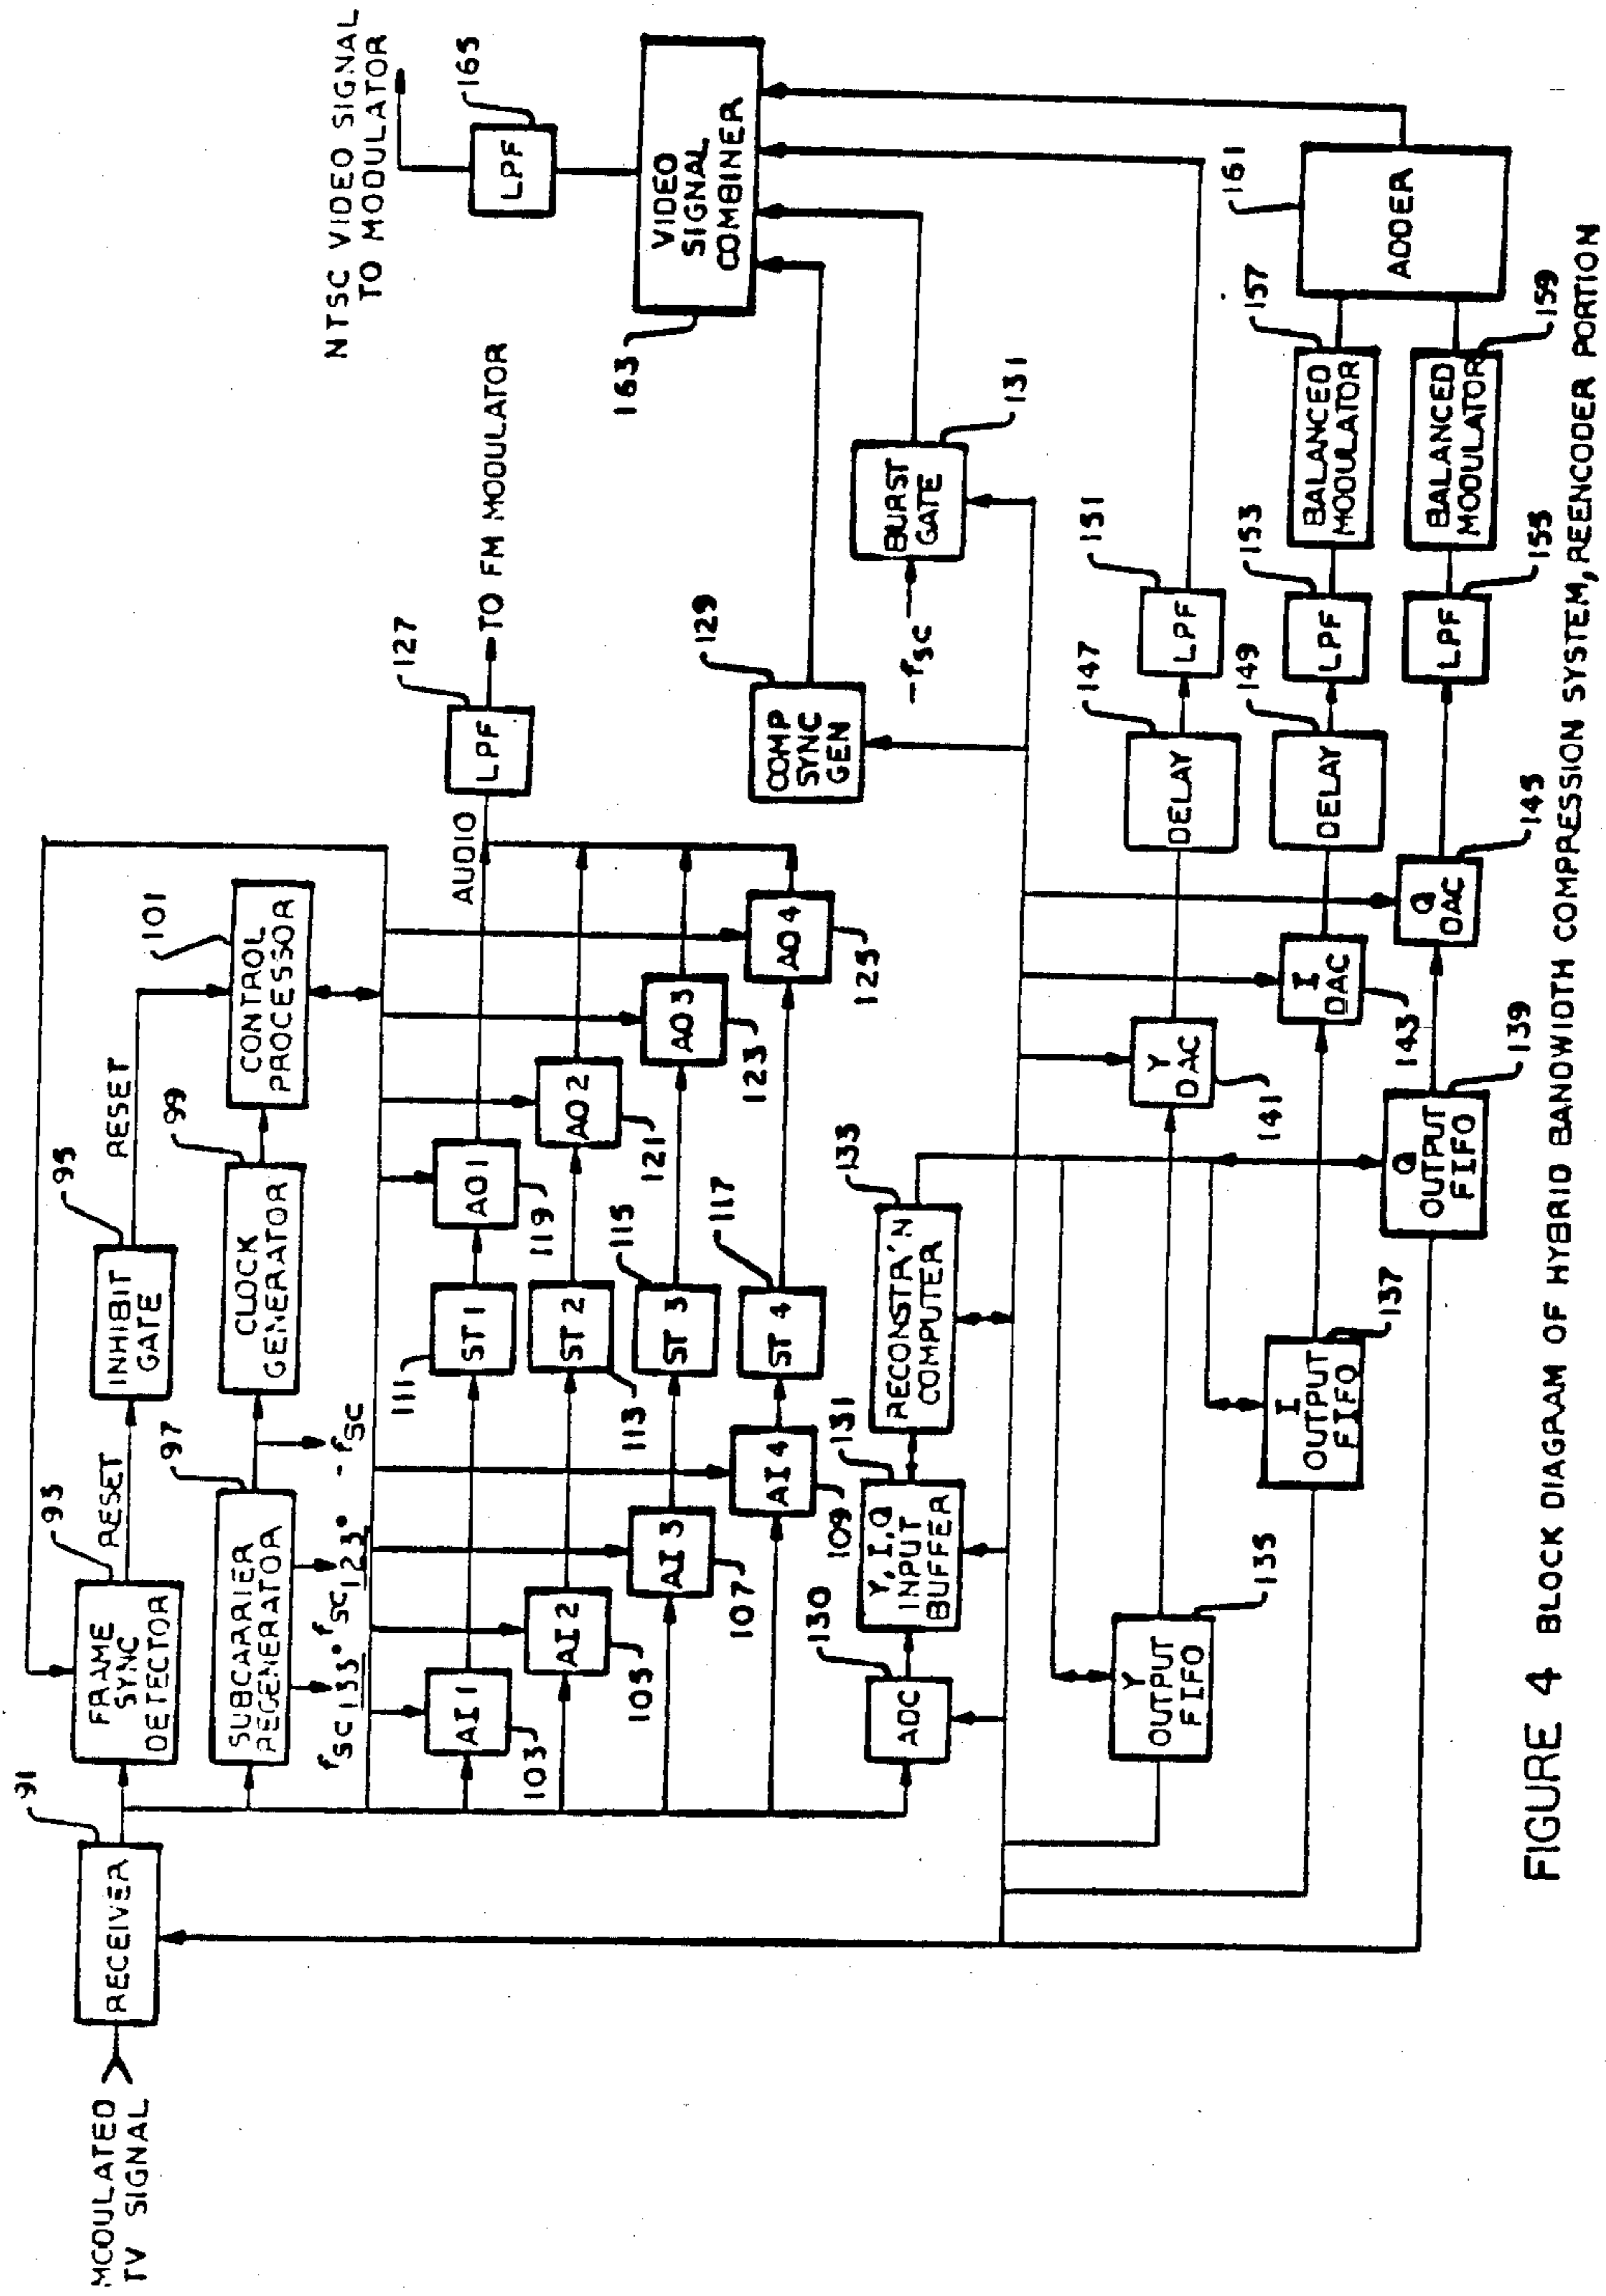 MCOULATED
TV SIGNAL
RECEIVER
91
FRAME
SYNC
DETECTOR
93
RESET
INHIBIT
GATE
95
RESET
SUBCARRIER
REGENERATOR
97
fSC 133°
fSC 123°
-fSC
CLOCK
GENERATOR
99
CONTROL
PROCESSOR
101
AI 1
103
AI 2
105
AI 3
107
AI 4
109
ST 1
111
ST 2
113
ST 3
115
ST 4
117
AO 1
119
AO 2
121
AO 3
123
AO 4
125
AUDIO
LPF
127
TO FM MODULATOR
NTSC VIDEO SIGNAL
TO MODULATOR
LPF
165
VIDEO
SIGNAL
COMBINER
163
COMP
SYNC
GEN
129
-fSC
BURST
GATE
131
ADC
130
Y, I, Q
INPUT
BUFFER
131
RECONSTR'N
COMPUTER
133
Y
OUTPUT
FIFO
135
I
OUTPUT
FIFO
137
Q
OUTPUT
FIFO
139
Y
DAC
141
I
DAC
143
Q
DAC
145
DELAY
147
DELAY
149
LPF
151
LPF
153
LPF
155
BALANCED
MODULATOR
157
BALANCED
MODULATOR
159
ADDER
161
FIGURE 4 BLOCK DIAGRAM OF HYBRID BANDWIDTH COMPRESSION SYSTEM, REENCODER PORTION